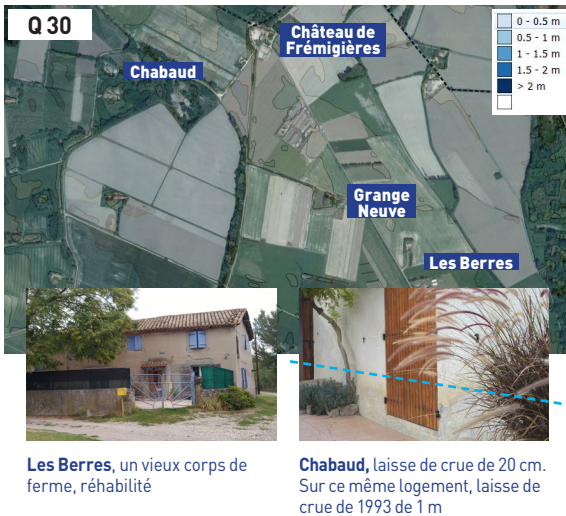 Q 30
Château de
Frémigières
Chabaud
0 - 0.5 m
0.5 - 1 m
1 - 1.5 m
1.5 - 2 m
> 2 m
Grange
Neuve
Les Berres
Les Berres, un vieux corps de
ferme, réhabilité
Chabaud, laisse de crue de 20 cm.
Sur ce même logement, laisse de
crue de 1993 de 1 m